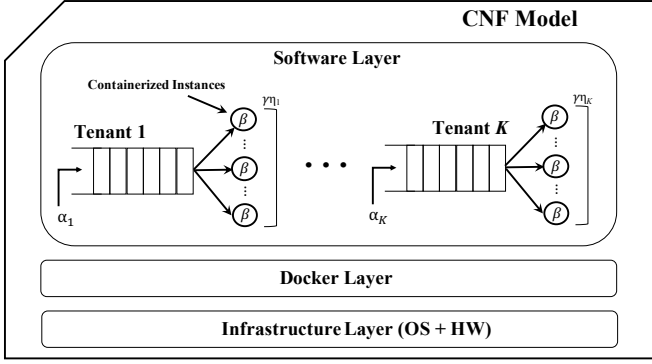 CNF Model
Software Layer
Containerized Instances
Tenant 1
α1
β
⋮
β
⋮
β
γη1
• • •
Tenant K
αK
β
⋮
β
⋮
β
γηK
Docker Layer
Infrastructure Layer (OS + HW)